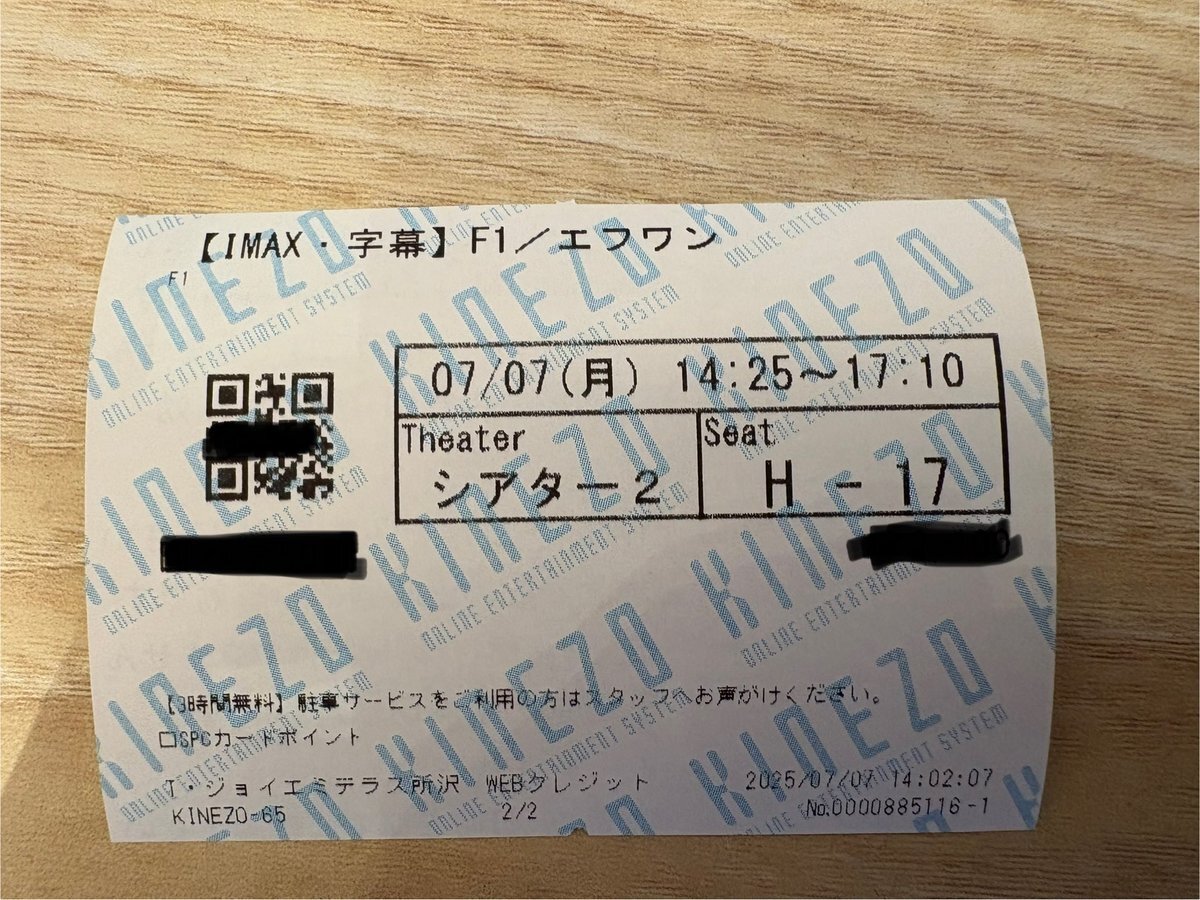 【IMAX・字幕】F1／エフワン
F1
07/07(月) 14:25～17:10
Theater
シアター2
Seat
H - 17
【3時間無料】駐車サービスをご利用の方はスタッフへお声がけください。
□SPCカードポイント
T・ジョイエミテラス所沢 WEBクレジット 2025/07/07 14:02:07
KINEZO-65 2/2 No.0000885116-1
KINEZO
ONLINE ENTERTAINMENT SYSTEM